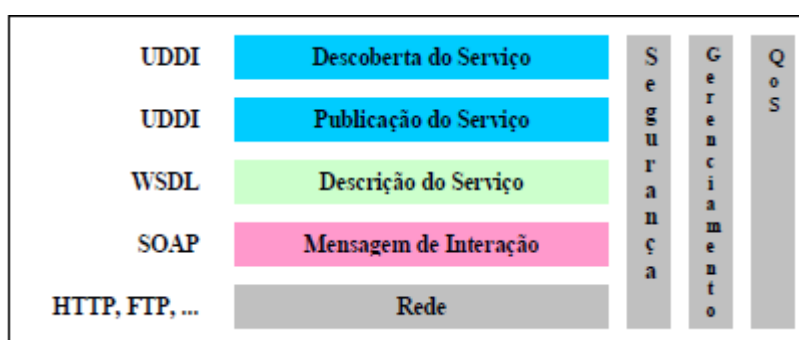 UDDI Descoberta do Serviço
UDDI Publicação do Serviço
WSDL Descrição do Serviço
SOAP Mensagem de Interação
HTTP, FTP, ... Rede
Segurança
Gerenciamento
QoS